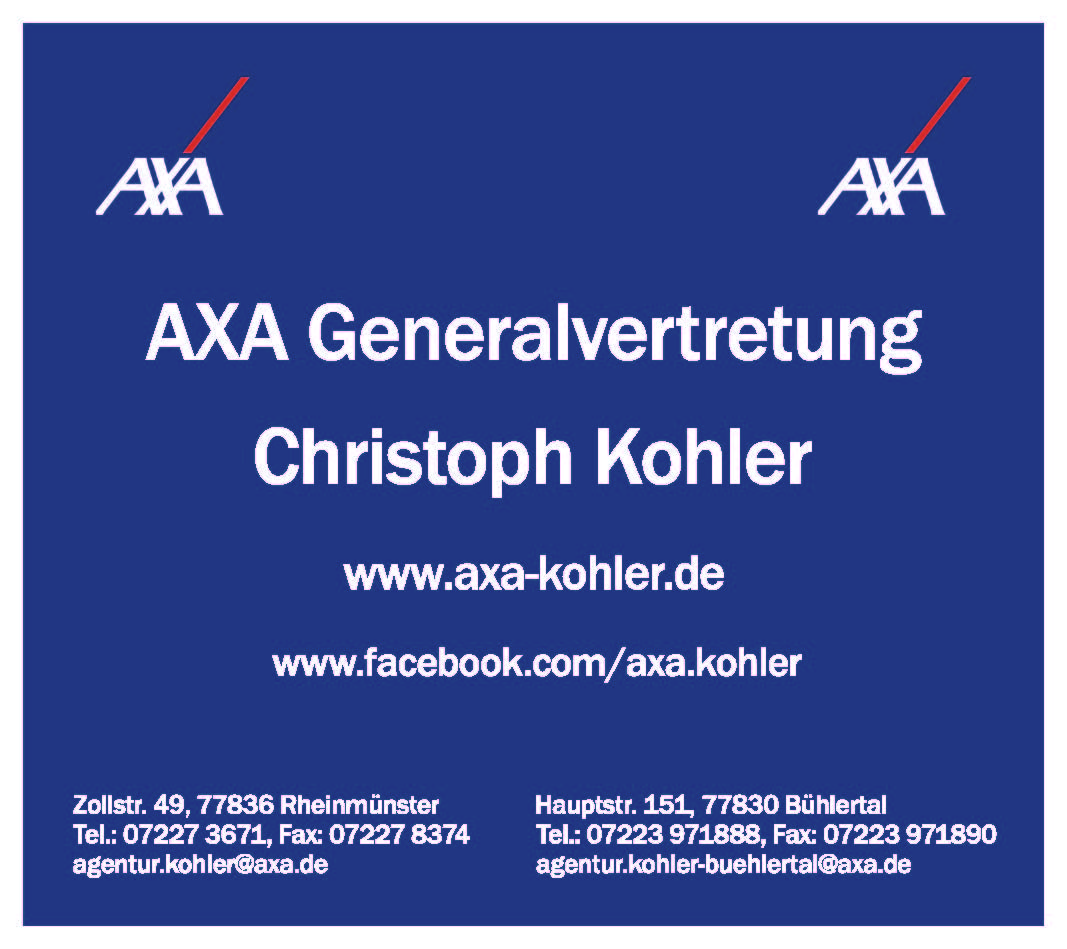 AXA AXA
AXA Generalvertretung
Christoph Kohler
www.axa-kohler.de
www.facebook.com/axa.kohler
Zollstr. 49, 77836 Rheinmünster
Tel.: 07227 3671, Fax: 07227 8374
agentur.kohler@axa.de
Hauptstr. 151, 77830 Bühlertal
Tel.: 07223 971888, Fax: 07223 971890
agentur.kohler-buehlertal@axa.de